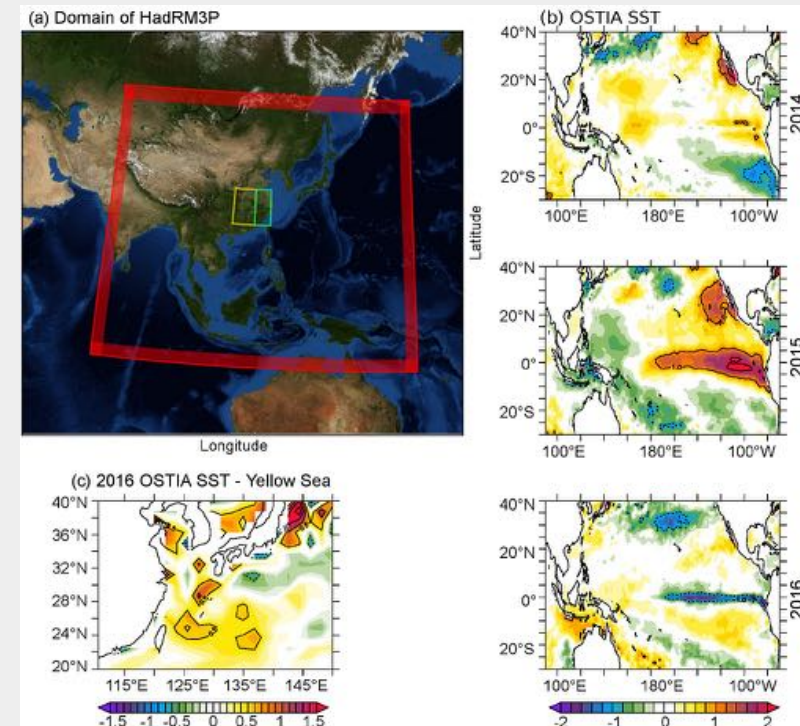 (a) Domain of HadRM3P
Latitude
Longitude
(b) OSTIA SST
40°N
20°N
0°
20°S
100°E 180°E 100°W
2014
40°N
20°N
0°
20°S
100°E 180°E 100°W
2015
40°N
20°N
0°
20°S
100°E 180°E 100°W
2016
-2 -1 0 1 2
(c) 2016 OSTIA SST - Yellow Sea
40°N
36°N
32°N
28°N
24°N
20°N
115°E 125°E 135°E 145°E
-1.5 -1 -0.5 0 0.5 1 1.5